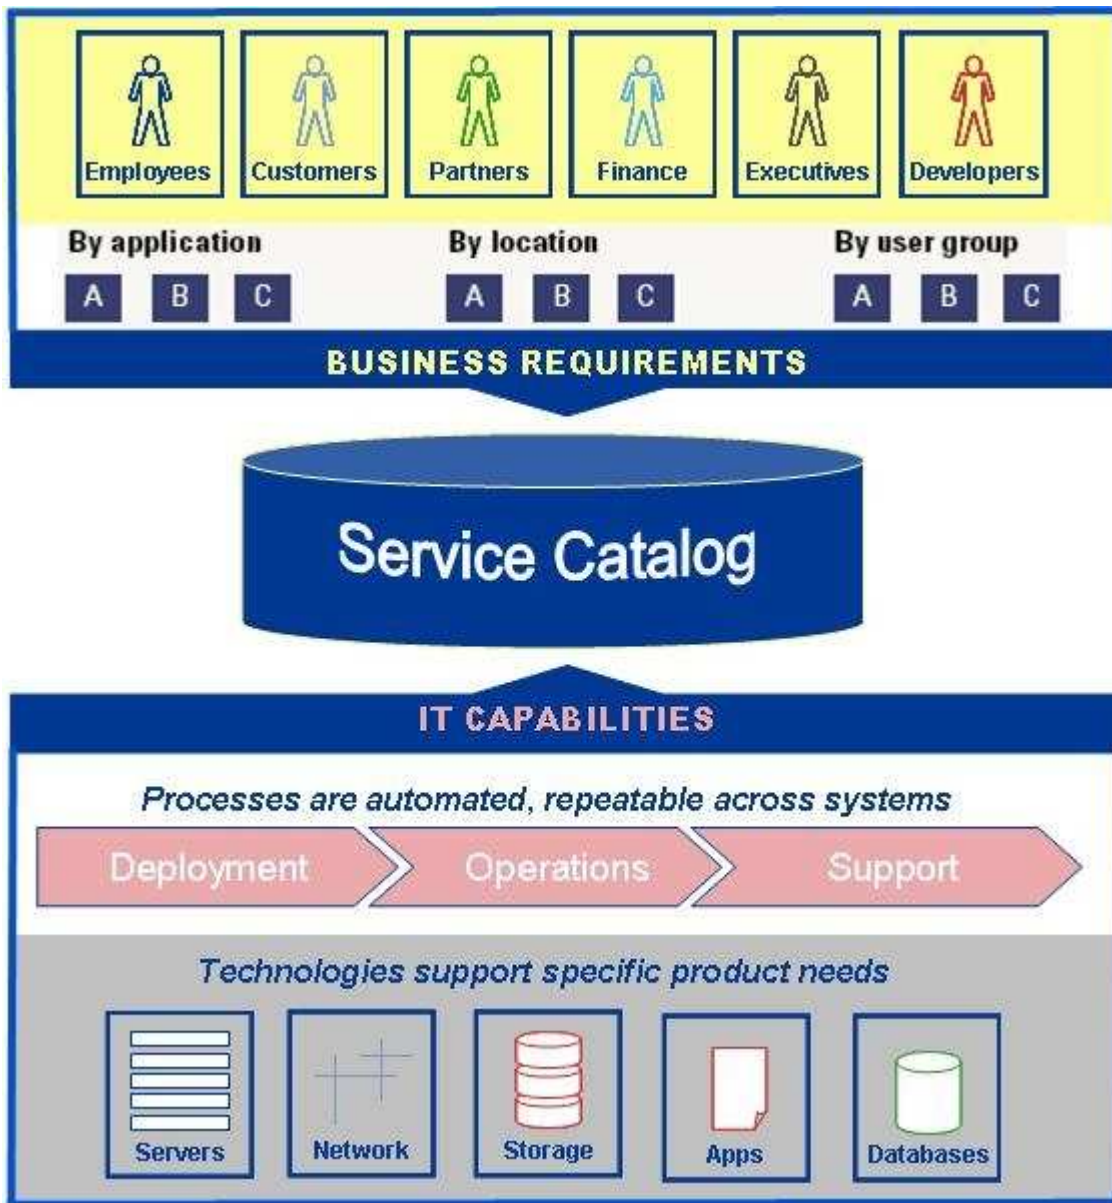 Employees Customers Partners Finance Executives Developers
By application By location By user group
A B C A B C A B C
BUSINESS REQUIREMENTS
Service Catalog
IT CAPABILITIES
Processes are automated, repeatable across systems
Deployment Operations Support
Technologies support specific product needs
Servers Network Storage Apps Databases